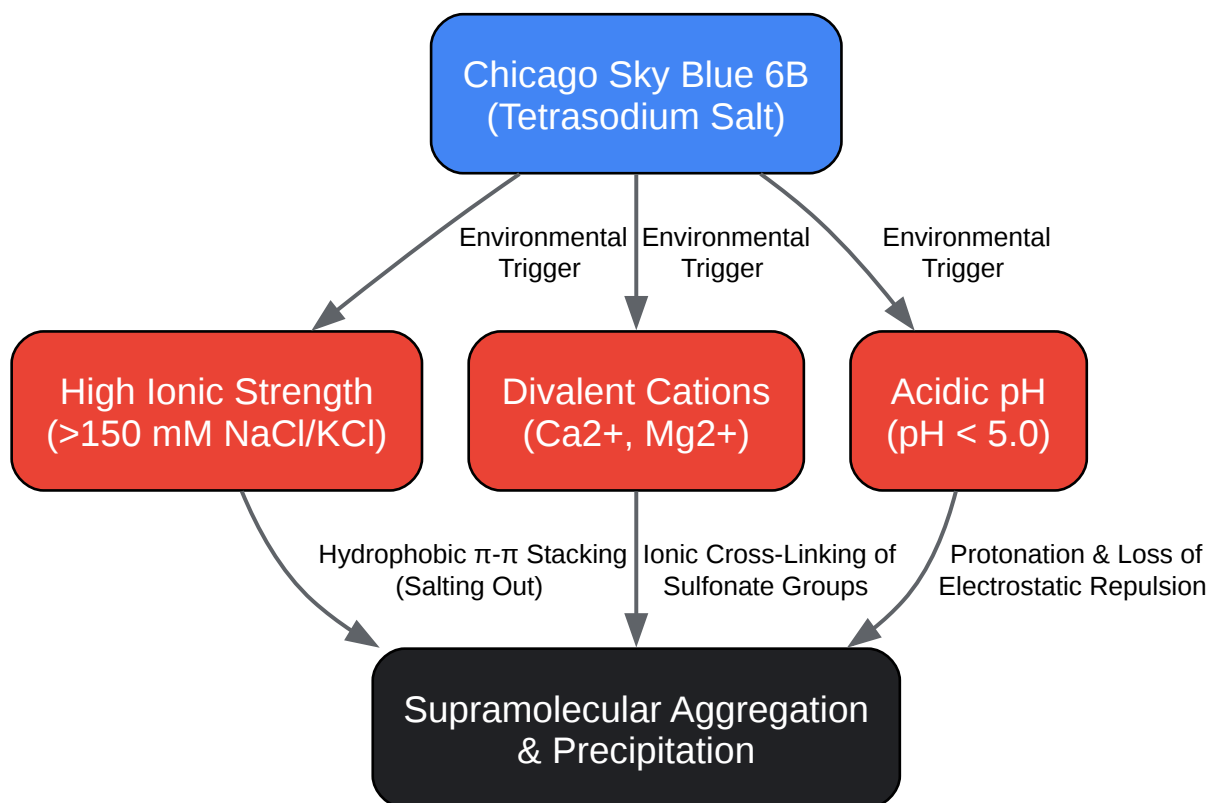 Chicago Sky Blue 6B
(Tetrasodium Salt)
Environmental
Trigger
Environmental
Trigger
Environmental
Trigger
High Ionic Strength
(>150 mM NaCl/KCl)
Divalent Cations
(Ca2+, Mg2+)
Acidic pH
(pH < 5.0)
Hydrophobic π-π Stacking
(Salting Out)
Ionic Cross-Linking of
Sulfonate Groups
Protonation & Loss of
Electrostatic Repulsion
Supramolecular Aggregation
& Precipitation